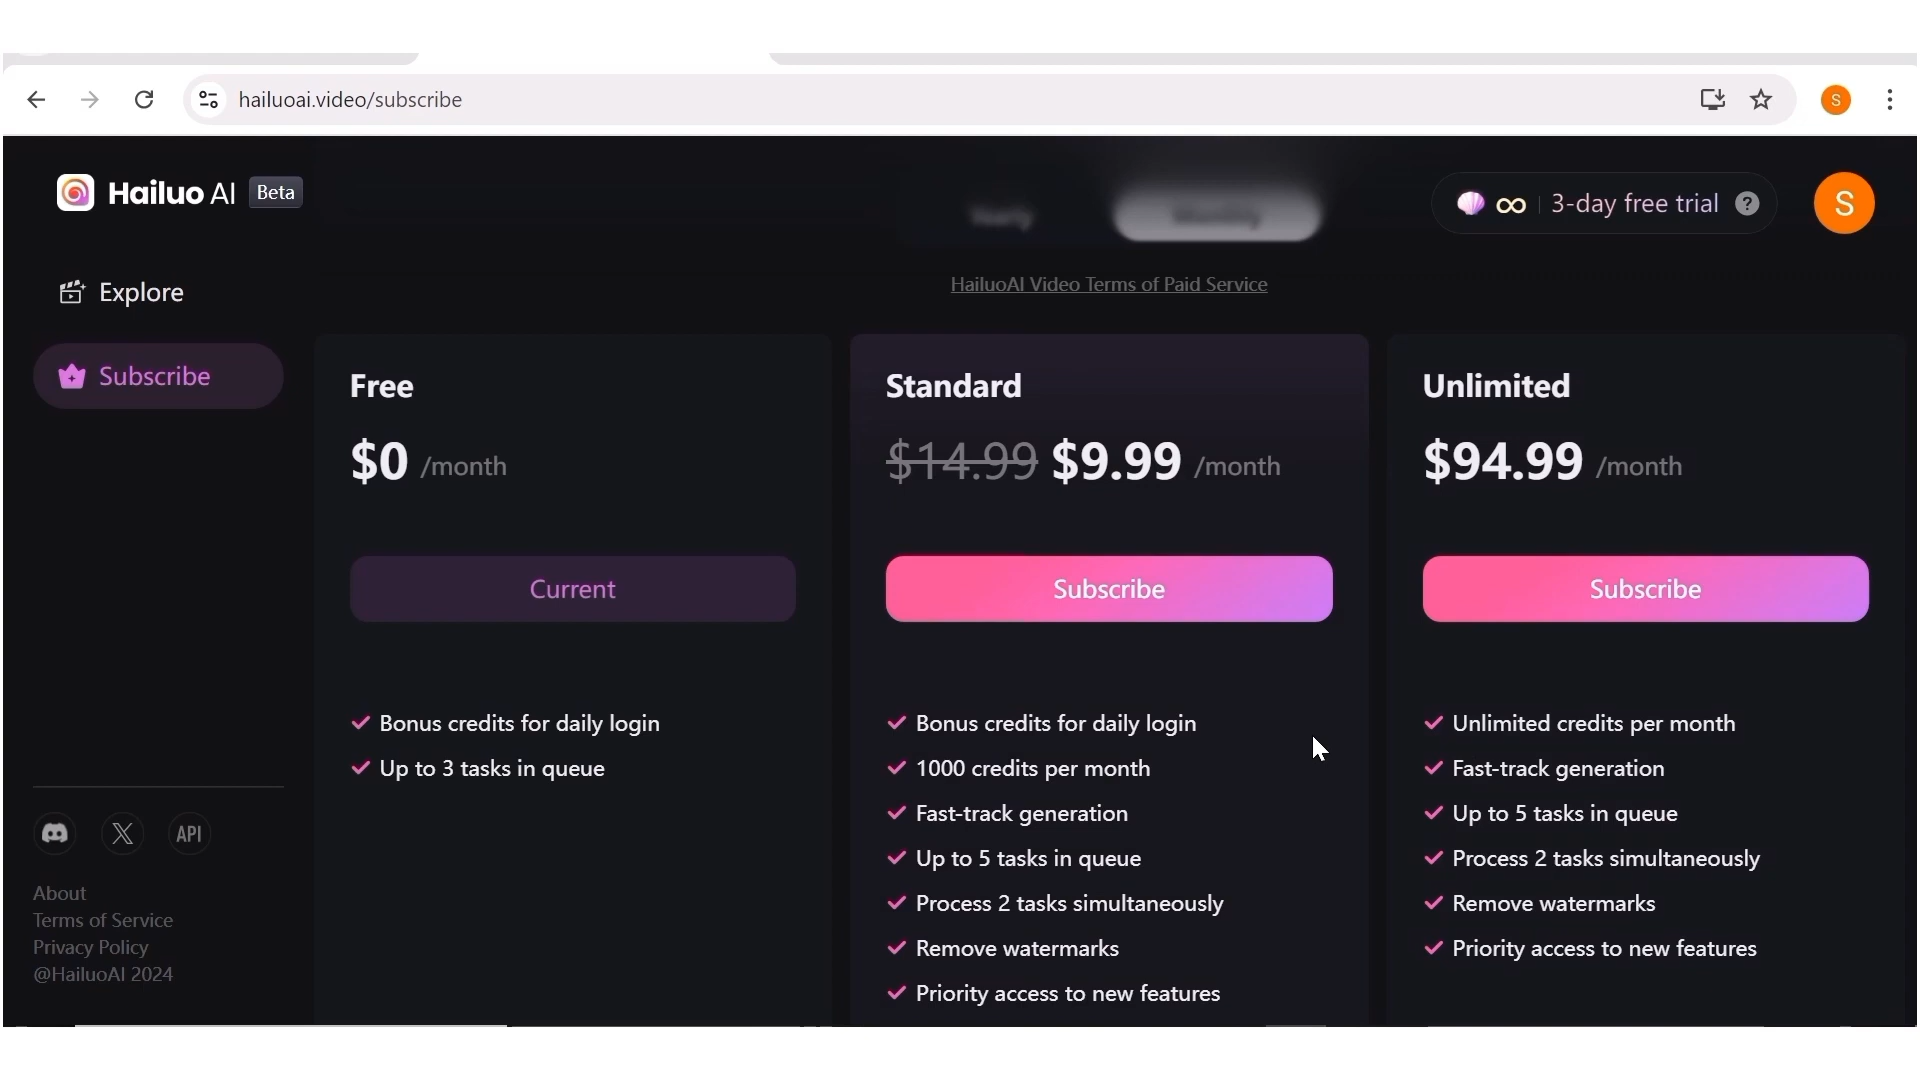 hailuoai.video/subscribe
S
Hailuo AI Beta
Yearly
3-day free trial ?
S
Explore
HailuoAI Video Terms of Paid Service
Subscribe
Free
$0 /month
Current
Bonus credits for daily login
Up to 3 tasks in queue
Standard
$14.99 $9.99 /month
Subscribe
Bonus credits for daily login
1000 credits per month
Fast-track generation
Up to 5 tasks in queue
Process 2 tasks simultaneously
Remove watermarks
Priority access to new features
Unlimited
$94.99 /month
Subscribe
Unlimited credits per month
Fast-track generation
Up to 5 tasks in queue
Process 2 tasks simultaneously
Remove watermarks
Priority access to new features
X
API
About
Terms of Service
Privacy Policy
@HailuoAI 2024